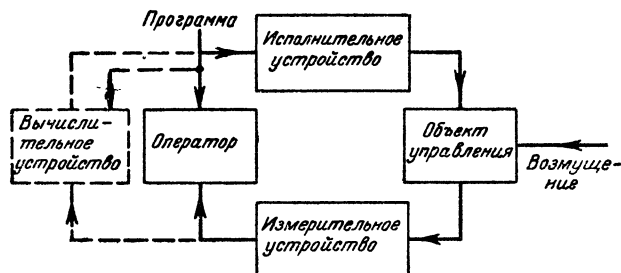 Программа
Исполнительное
устройство
Вычисли-
тельное
устройство
Оператор
Объект
управления
Возмуще-
ние
Измерительное
устройство